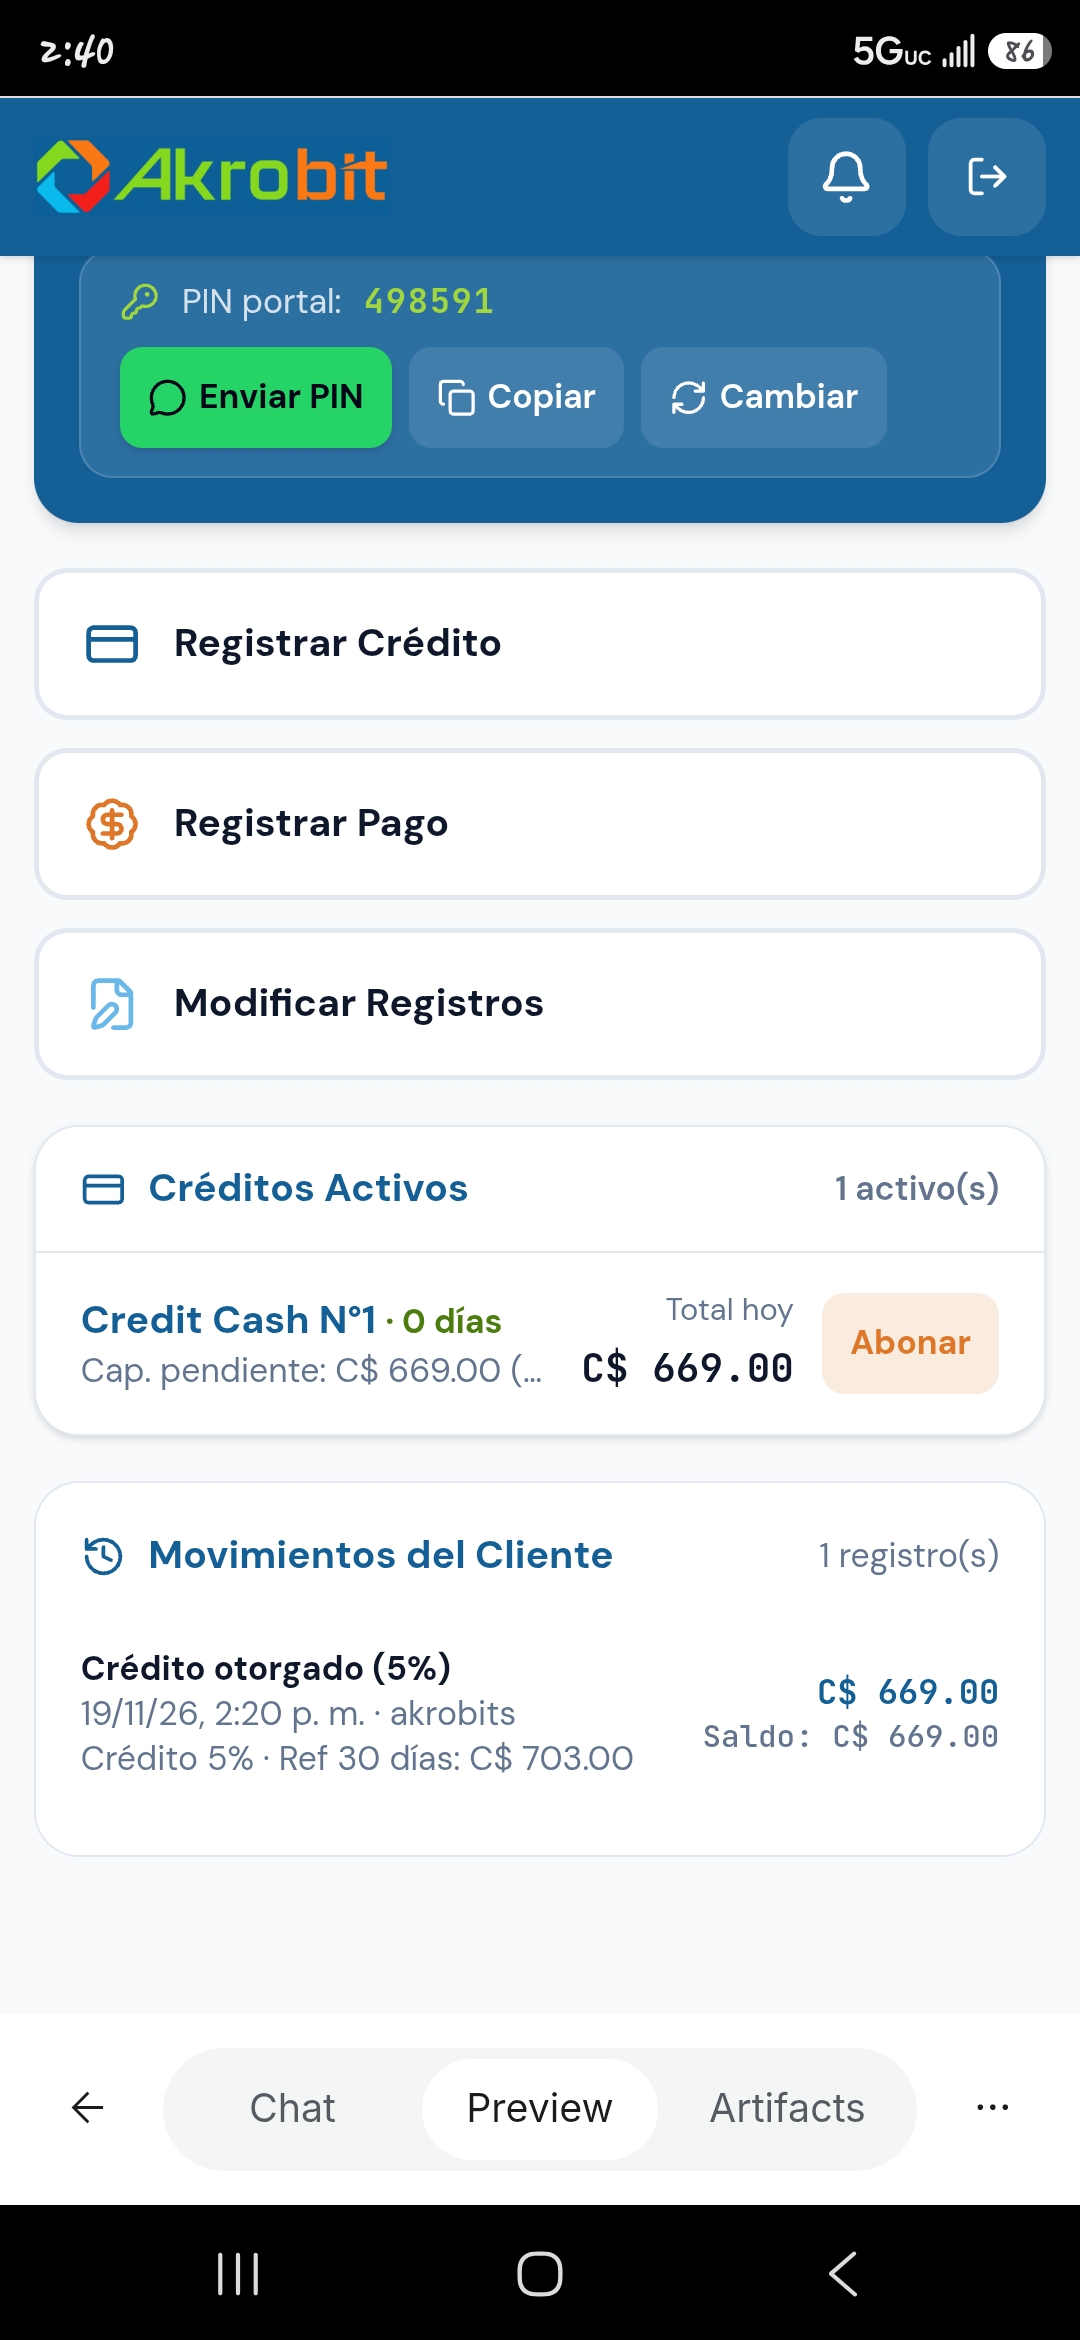 2:40
5GUC
86
Akrobit
PIN portal: 498591
Enviar PIN
Copiar
Cambiar
Registrar Crédito
Registrar Pago
Modificar Registros
Créditos Activos
1 activo(s)
Credit Cash N°1 · 0 días
Cap. pendiente: C$ 669.00 (...
Total hoy
C$ 669.00
Abonar
Movimientos del Cliente
1 registro(s)
Crédito otorgado (5%)
19/11/26, 2:20 p. m. · akrobits
Crédito 5% · Ref 30 días: C$ 703.00
C$ 669.00
Saldo: C$ 669.00
Chat
Preview
Artifacts